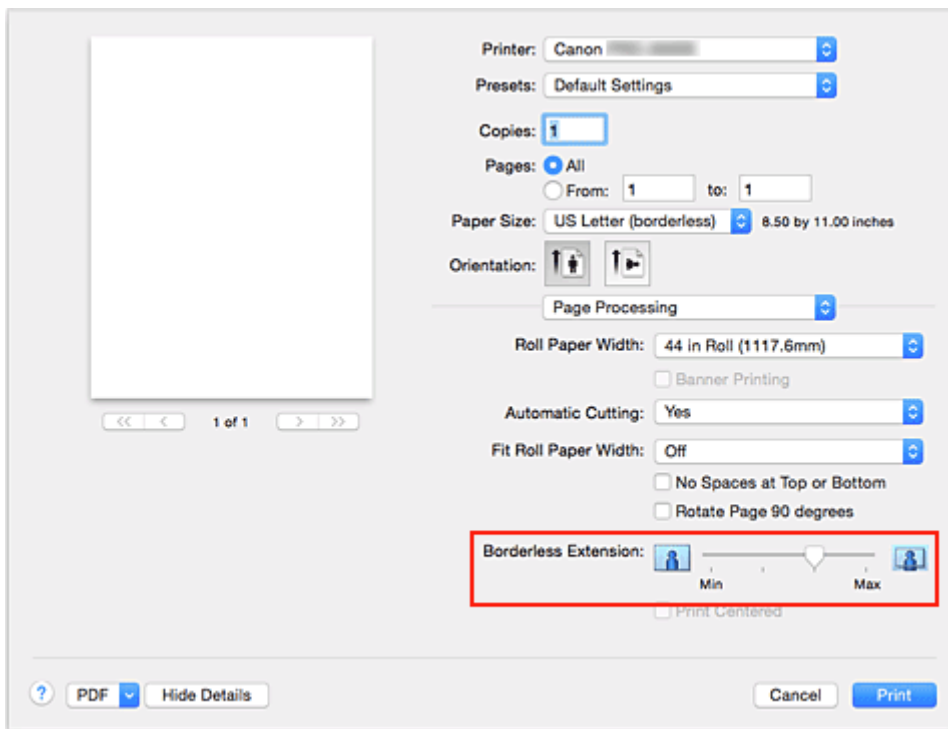 Printer: Canon
Presets: Default Settings
Copies: 1
Pages: All
From: 1 to: 1
Paper Size: US Letter (borderless) 8.50 by 11.00 inches
Orientation:
Page Processing
Roll Paper Width: 44 in Roll (1117.6mm)
Banner Printing
<< < 1 of 1 > >>
Automatic Cutting: Yes
Fit Roll Paper Width: Off
No Spaces at Top or Bottom
Rotate Page 90 degrees
Borderless Extension:
Min Max
Print Centered
? PDF Hide Details Cancel Print